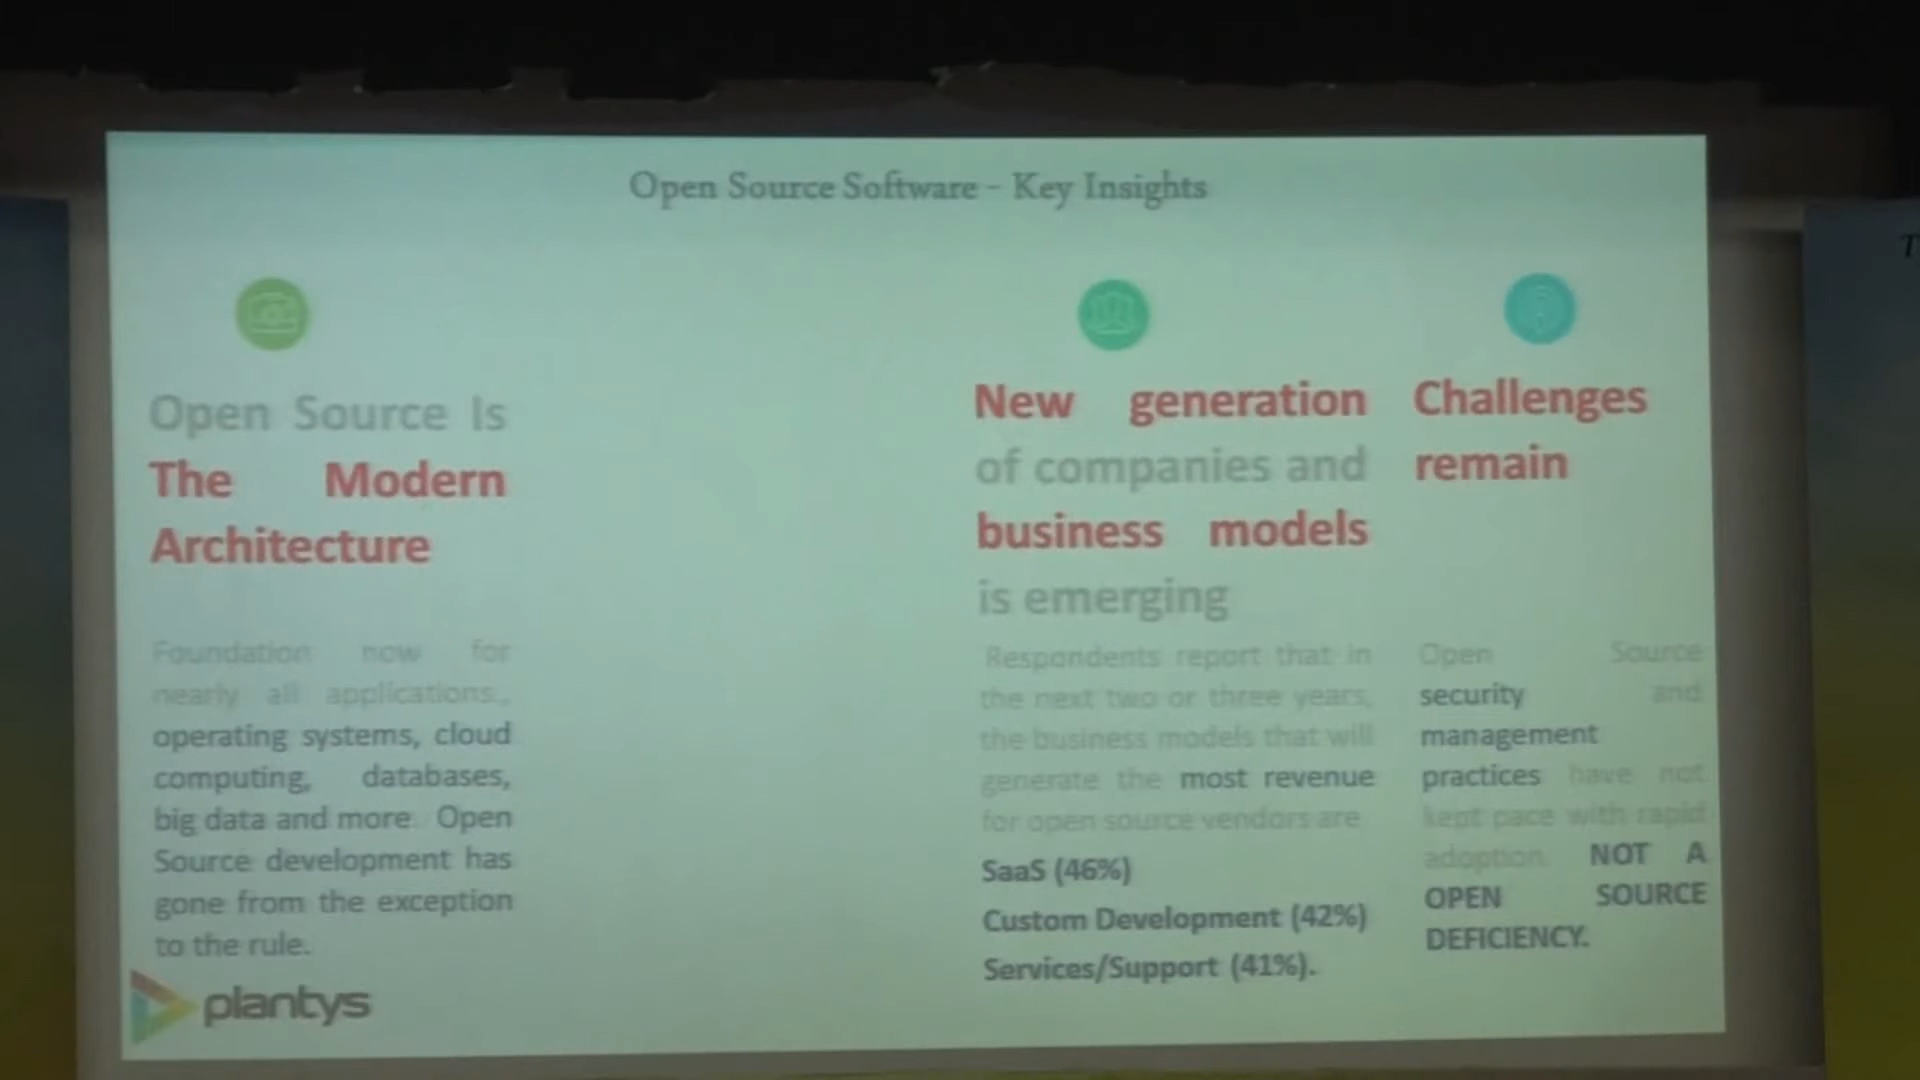 Open Source Software - Key Insights
Open Source Is
The Modern
Architecture
Foundation now for
nearly all applications.,
operating systems, cloud
computing, databases,
big data and more. Open
Source development has
gone from the exception
to the rule.
New generation
of companies and
business models
is emerging
Respondents report that in
the next two or three years,
the business models that will
generate the most revenue
for open source vendors are
SaaS (46%)
Custom Development (42%)
Services/Support (41%).
Challenges
remain
Open Source
security and
management
practices have not
kept pace with rapid
adoption. NOT A
OPEN SOURCE
DEFICIENCY.
plantys
T